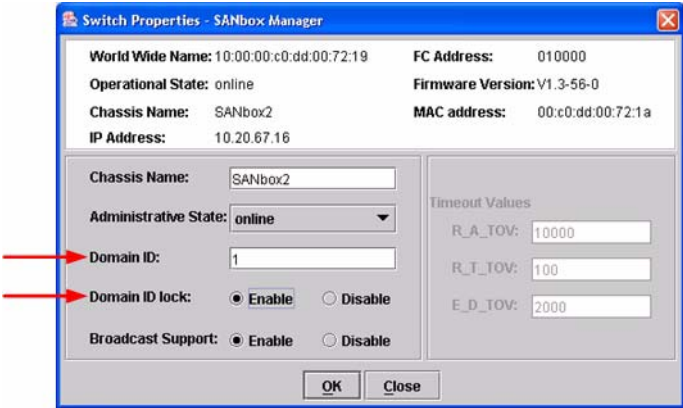 Switch Properties - SANbox Manager
World Wide Name: 10:00:00:c0:dd:00:72:19 FC Address: 010000
Operational State: online Firmware Version: V1.3-56-0
Chassis Name: SANbox2 MAC address: 00:c0:dd:00:72:1a
IP Address: 10.20.67.16
Chassis Name: SANbox2
Administrative State: online
Domain ID: 1
Domain ID lock: Enable Disable
Broadcast Support: Enable Disable
Timeout Values
R_A_TOV: 10000
R_T_TOV: 100
E_D_TOV: 2000
OK Close